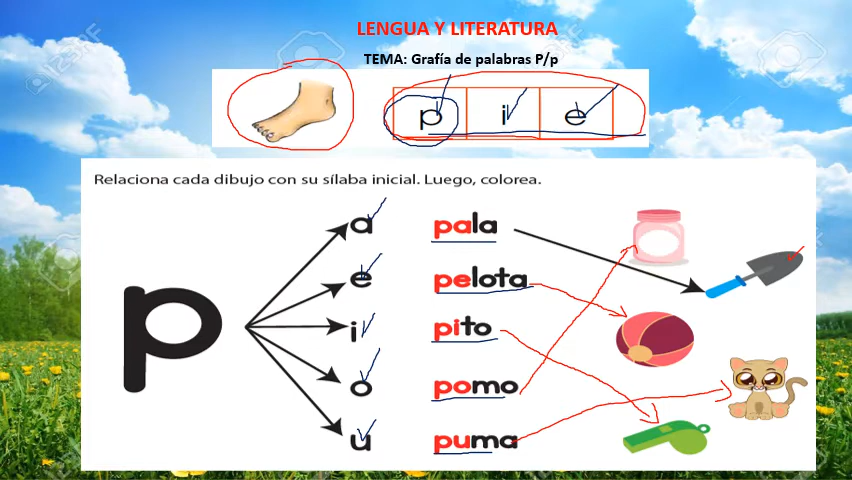 LENGUA Y LITERATURA
TEMA: Grafía de palabras P/p
p i e
Relaciona cada dibujo con su sílaba inicial. Luego, colorea.
p
a
e
i
o
u
pala
pelota
pito
pomo
puma